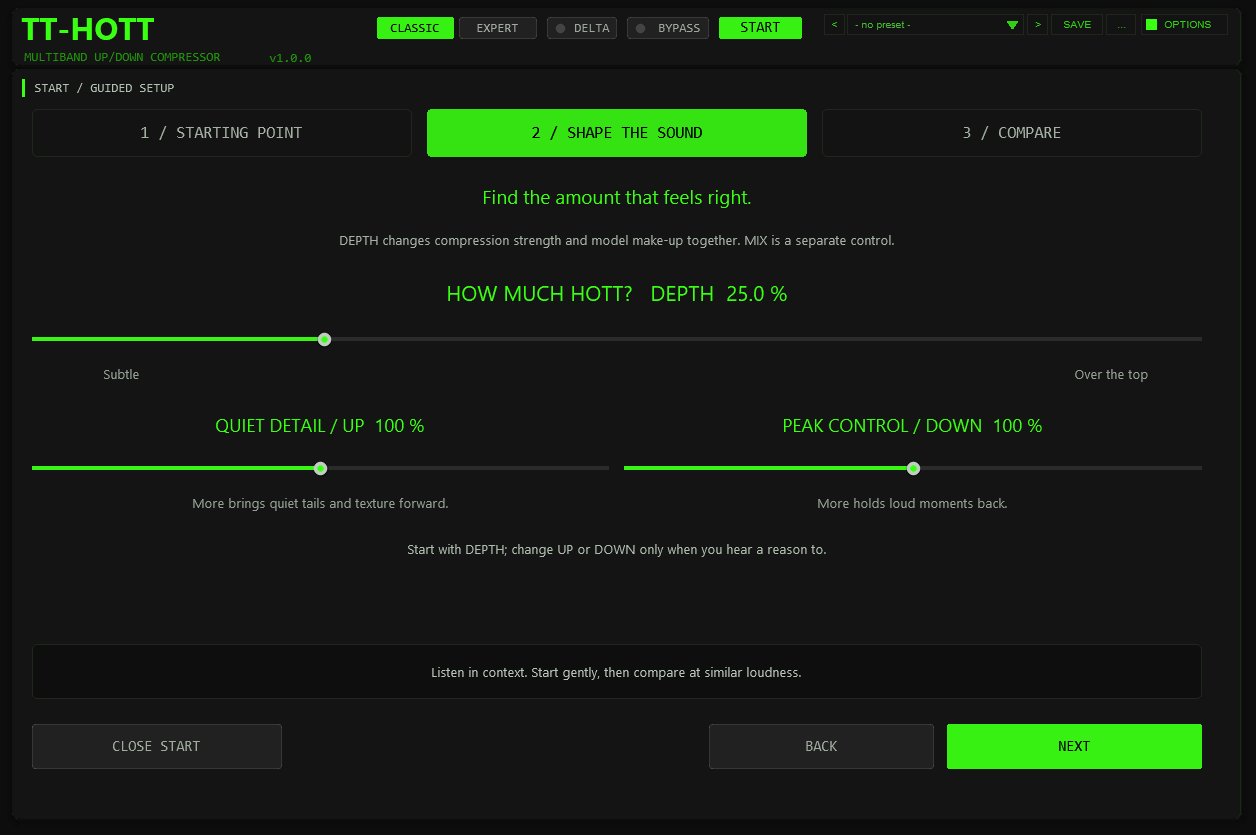 TT-HOTT
CLASSIC
EXPERT
DELTA
BYPASS
START
<
- no preset -
>
SAVE
...
OPTIONS
MULTIBAND UP/DOWN COMPRESSOR
v1.0.0
START / GUIDED SETUP
1 / STARTING POINT
2 / SHAPE THE SOUND
3 / COMPARE
Find the amount that feels right.
DEPTH changes compression strength and model make-up together. MIX is a separate control.
HOW MUCH HOTT? DEPTH 25.0 %
Subtle
Over the top
QUIET DETAIL / UP 100 %
PEAK CONTROL / DOWN 100 %
More brings quiet tails and texture forward.
More holds loud moments back.
Start with DEPTH; change UP or DOWN only when you hear a reason to.
Listen in context. Start gently, then compare at similar loudness.
CLOSE START
BACK
NEXT